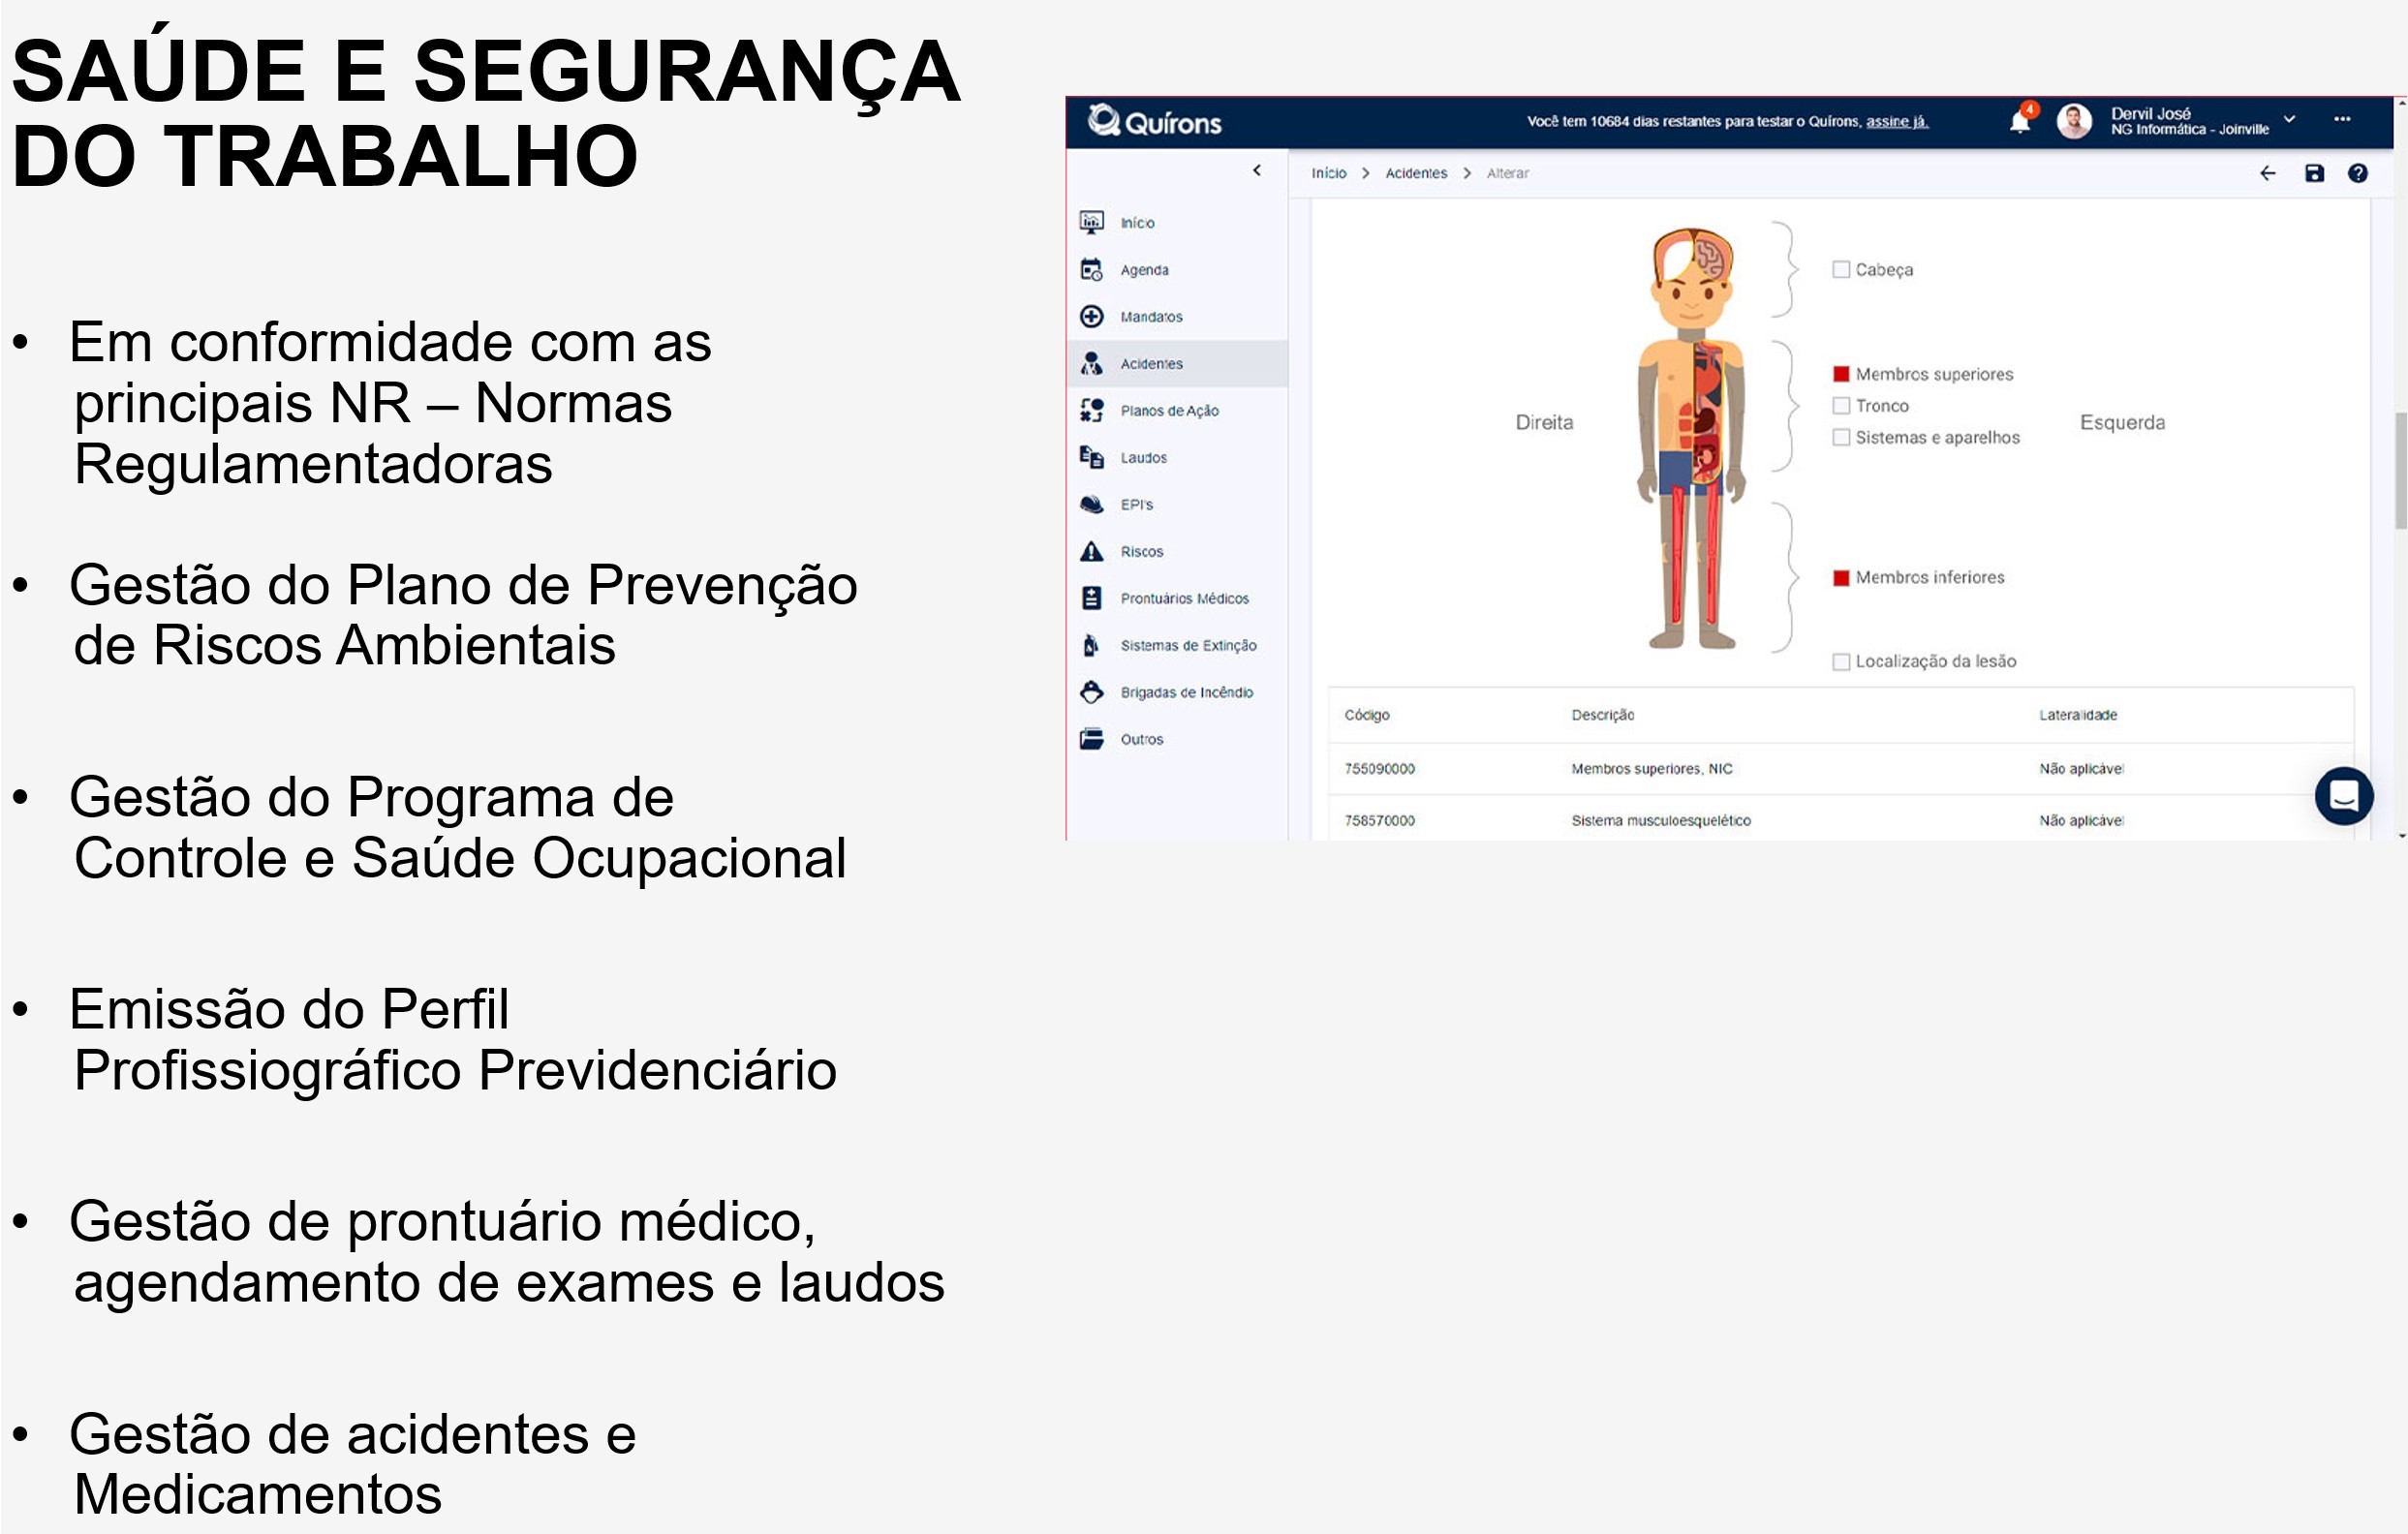 SAÚDE E SEGURANÇA
DO TRABALHO
• Em conformidade com as
principais NR – Normas
Regulamentadoras
• Gestão do Plano de Prevenção
de Riscos Ambientais
• Gestão do Programa de
Controle e Saúde Ocupacional
• Emissão do Perfil
Profissiográfico Previdenciário
• Gestão de prontuário médico,
agendamento de exames e laudos
• Gestão de acidentes e
Medicamentos
Quírons
Você tem 10684 dias restantes para testar o Quírons, assine já.
4
Dervil José
NG Informática - Joinville
Início > Acidentes > Alterar
Início
Agenda
Mandatos
Acidentes
Planos de Ação
Laudos
EPI's
Riscos
Prontuários Médicos
Sistemas de Extinção
Brigadas de Incêndio
Outros
Cabeça
Membros superiores
Tronco
Sistemas e aparelhos
Direita
Esquerda
Membros inferiores
Localização da lesão
Código Descrição Lateralidade
755090000 Membros superiores, NIC Não aplicável
758570000 Sistema musculoesquelético Não aplicável